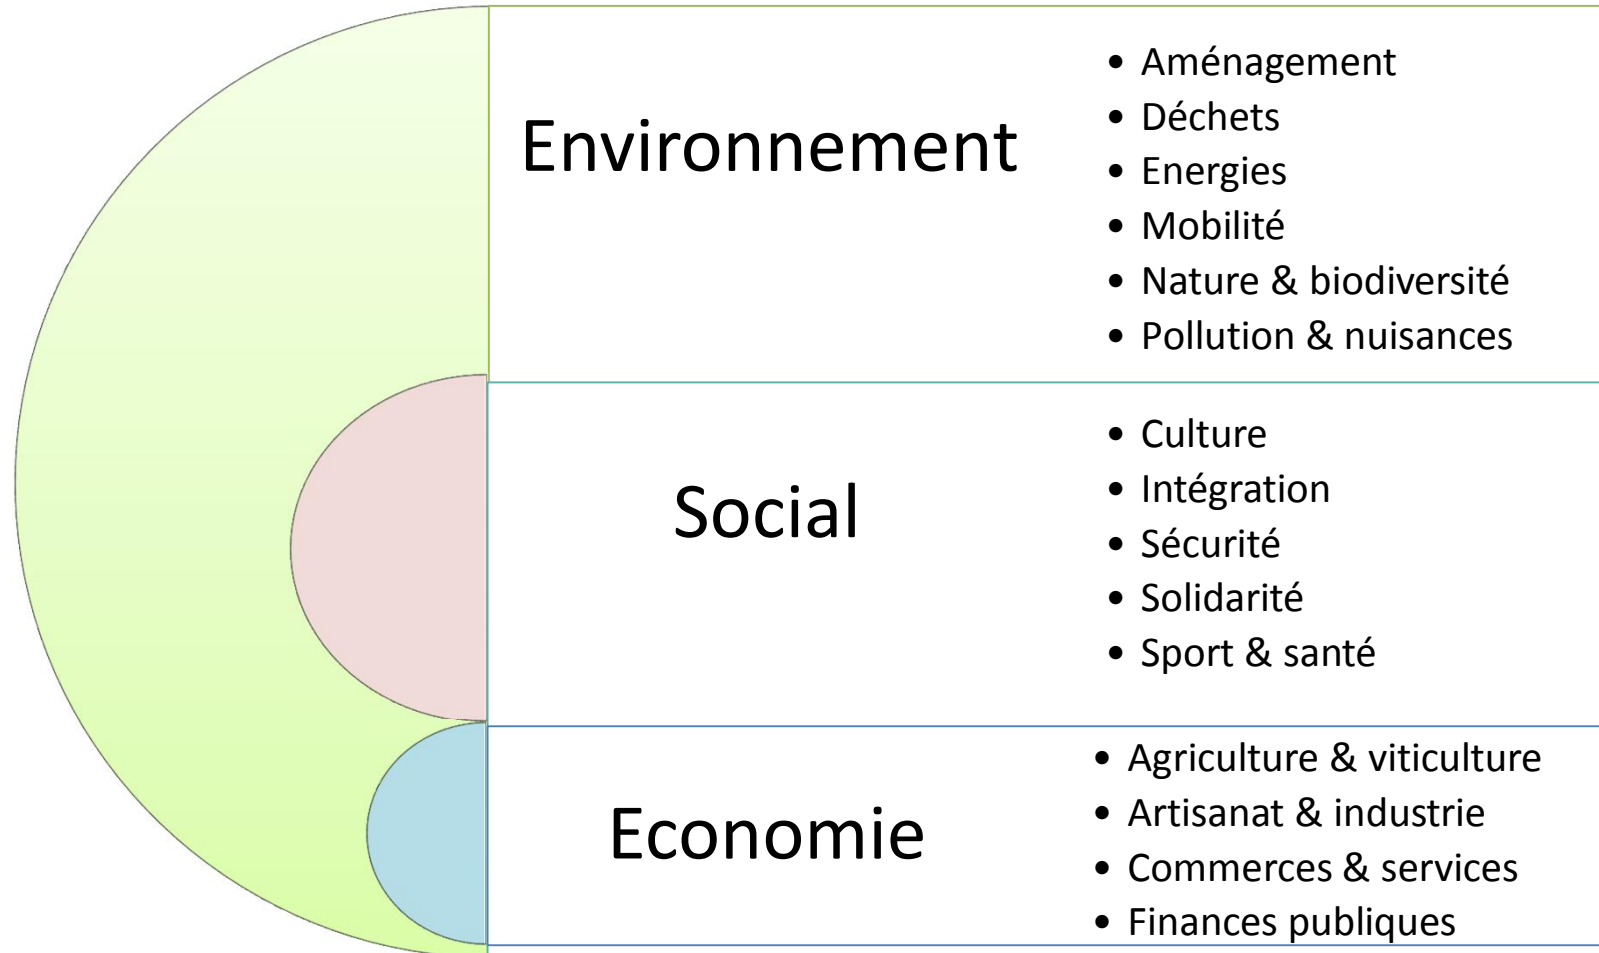 Environnement
• Aménagement
• Déchets
• Energies
• Mobilité
• Nature & biodiversité
• Pollution & nuisances
Social
• Culture
• Intégration
• Sécurité
• Solidarité
• Sport & santé
Economie
• Agriculture & viticulture
• Artisanat & industrie
• Commerces & services
• Finances publiques